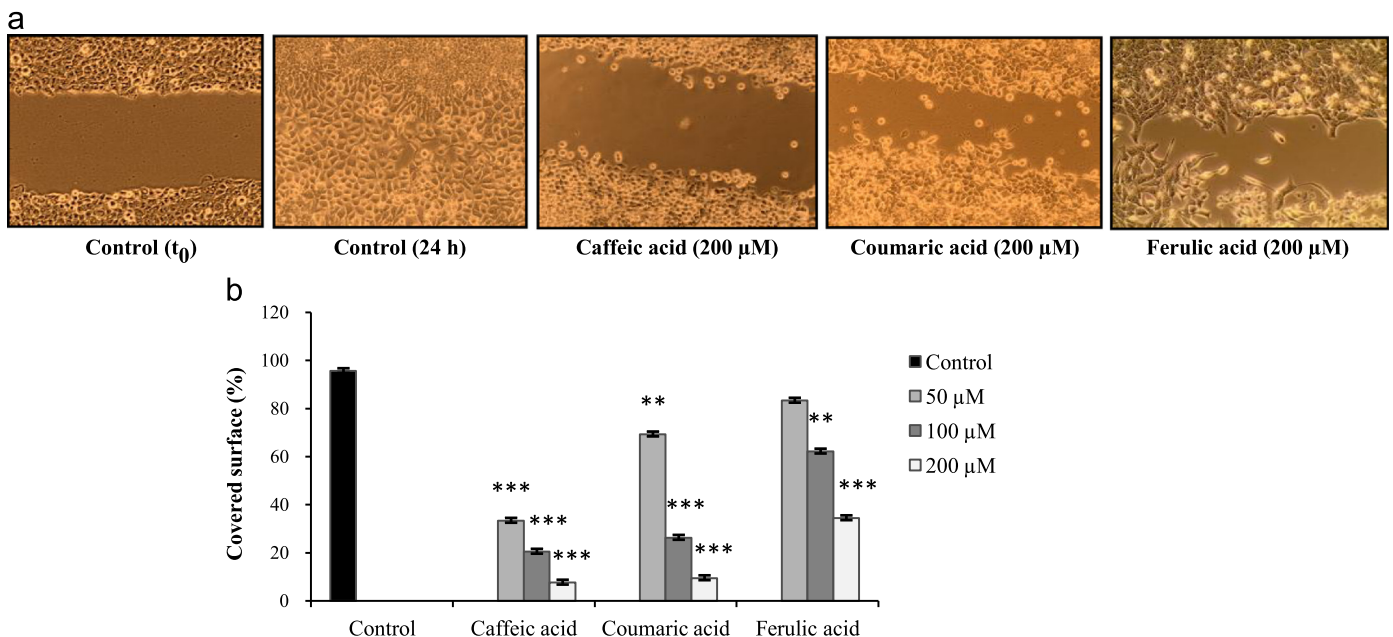 a
Control (t0)
Control (24 h)
Caffeic acid (200 µM)
Coumaric acid (200 µM)
Ferulic acid (200 µM)
b
Covered surface (%)
120
100
80
60
40
20
0
***
***
***
**
***
***
**
***
Control
Caffeic acid
Coumaric acid
Ferulic acid
Control
50 µM
100 µM
200 µM